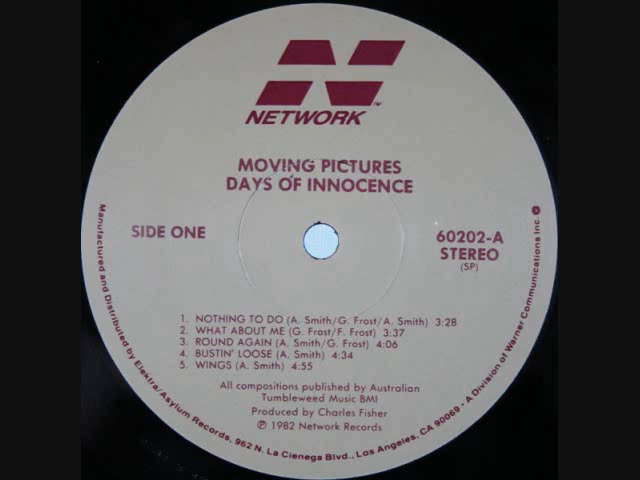 NETWORK
TM
MOVING PICTURES
DAYS OF INNOCENCE
SIDE ONE
60202-A
STEREO
(SP)
1. NOTHING TO DO (A. Smith/G. Frost/A. Smith) 3:28
2. WHAT ABOUT ME (G. Frost/F. Frost) 3:37
3. ROUND AGAIN (A. Smith/G. Frost) 4:06
4. BUSTIN' LOOSE (A. Smith) 4:34
5. WINGS (A. Smith) 4:55
All compositions published by Australian
Tumbleweed Music BMI
Produced by Charles Fisher
℗ 1982 Network Records
Manufactured and Distributed by Elektra/Asylum Records, 962 N. La Cienega Blvd., Los Angeles, CA 90069 - A Division of Warner Communications Inc.